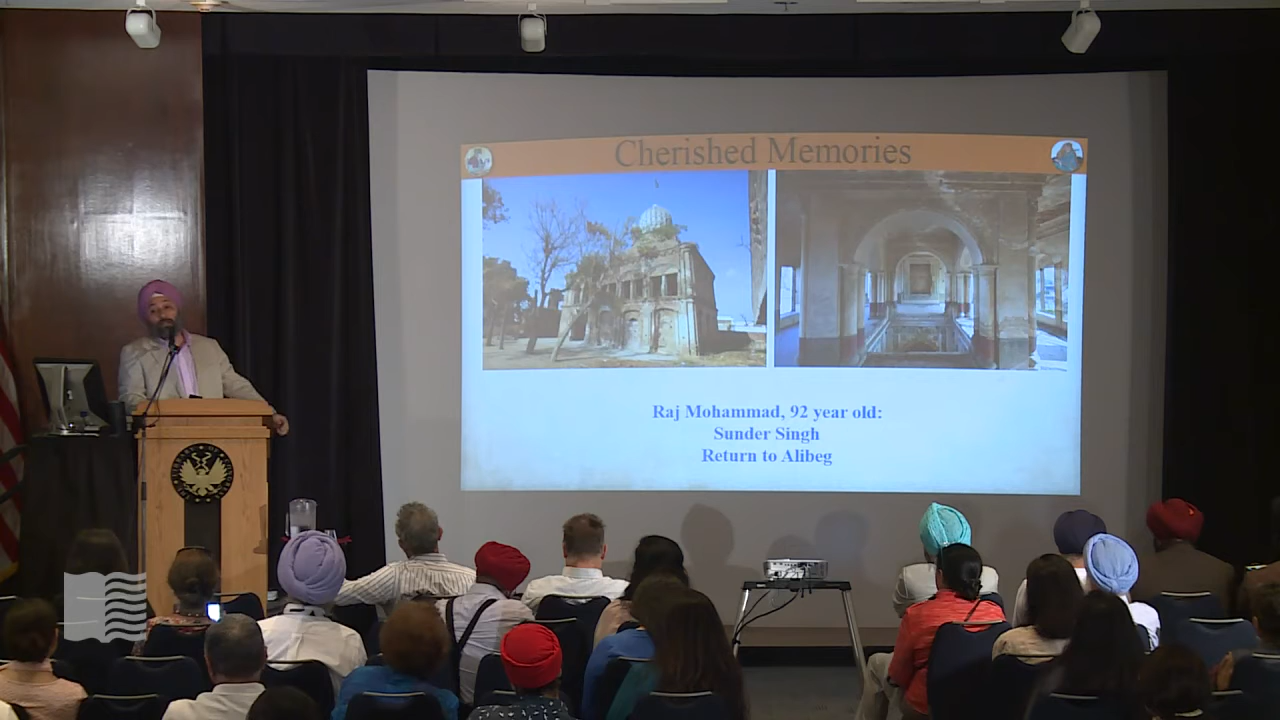 Cherished Memories
Raj Mohammad, 92 year old:
Sunder Singh
Return to Alibeg